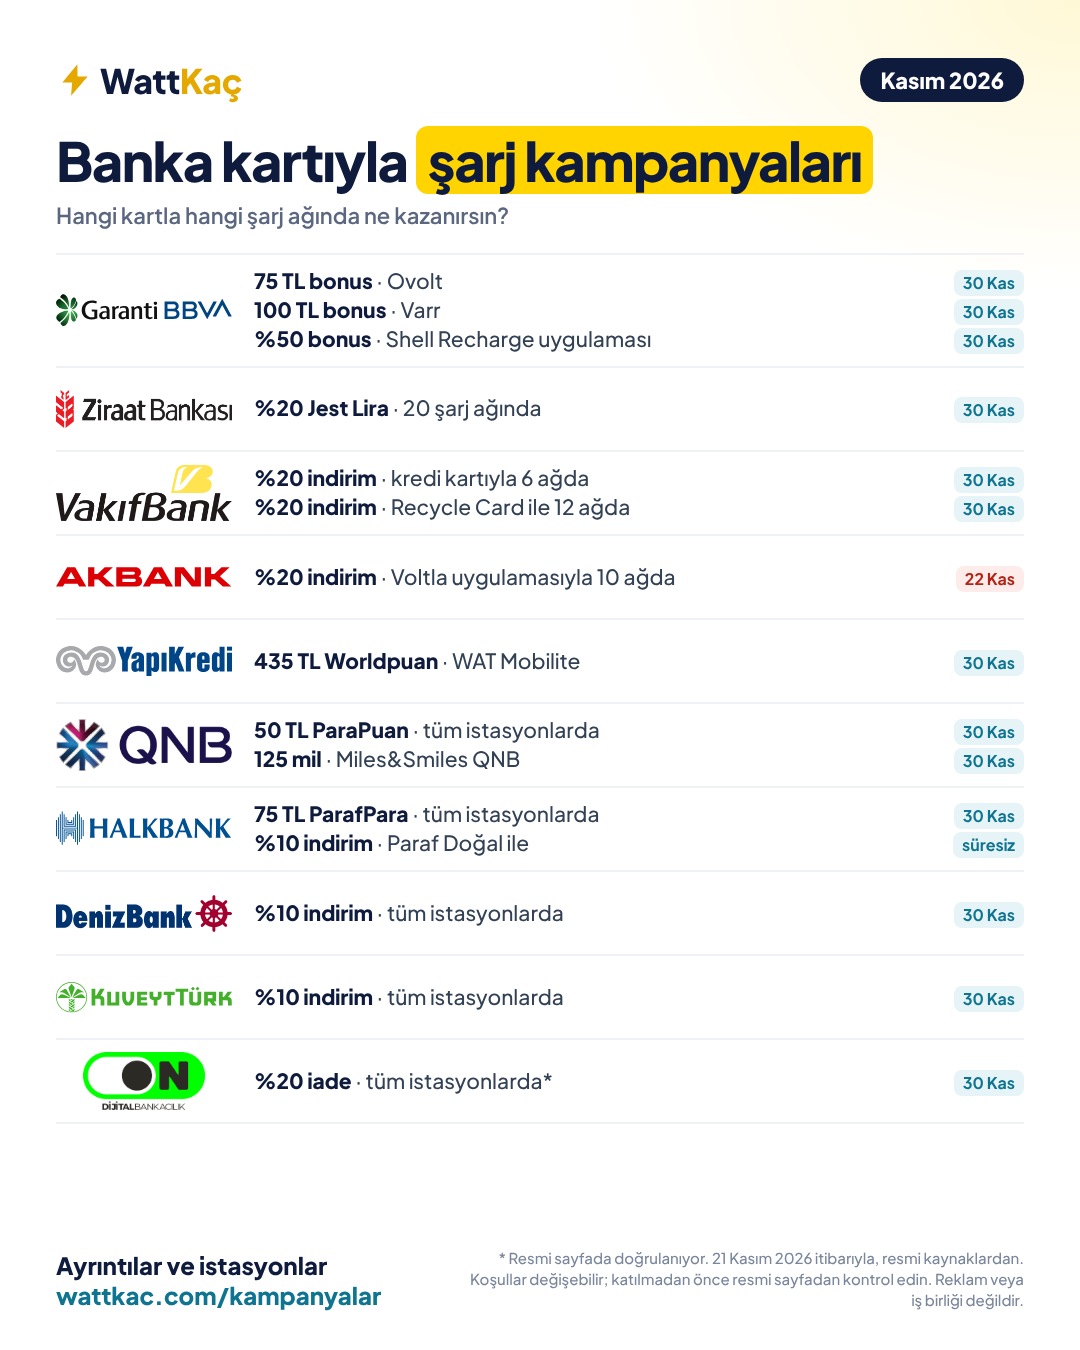 WattKaç
Kasım 2026
Banka kartıyla şarj kampanyaları
Hangi kartla hangi şarj ağında ne kazanırsın?
Garanti BBVA
75 TL bonus · Ovolt 30 Kas
100 TL bonus · Varr 30 Kas
%50 bonus · Shell Recharge uygulaması 30 Kas
Ziraat Bankası %20 Jest Lira · 20 şarj ağında 30 Kas
VakıfBank
%20 indirim · kredi kartıyla 6 ağda 30 Kas
%20 indirim · Recycle Card ile 12 ağda 30 Kas
AKBANK %20 indirim · Voltla uygulamasıyla 10 ağda 22 Kas
YapıKredi 435 TL Worldpuan · WAT Mobilite 30 Kas
QNB
50 TL ParaPuan · tüm istasyonlarda 30 Kas
125 mil · Miles&Smiles QNB 30 Kas
HALKBANK
75 TL ParafPara · tüm istasyonlarda 30 Kas
%10 indirim · Paraf Doğal ile süresiz
DenizBank %10 indirim · tüm istasyonlarda 30 Kas
KUVEYTTÜRK %10 indirim · tüm istasyonlarda 30 Kas
ON
DİJİTAL BANKACILIK
%20 iade · tüm istasyonlarda* 30 Kas
Ayrıntılar ve istasyonlar
wattkac.com/kampanyalar
* Resmi sayfada doğrulanıyor. 21 Kasım 2026 itibarıyla, resmi kaynaklardan.
Koşullar değişebilir; katılmadan önce resmi sayfadan kontrol edin. Reklam veya
iş birliği değildir.